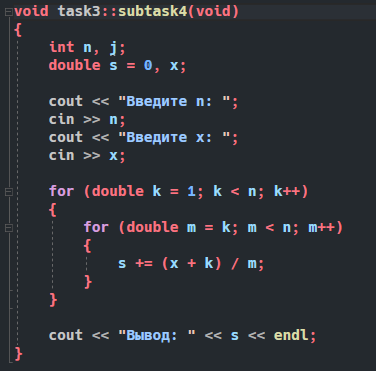 void task3::subtask4(void)
{
int n, j;
double s = 0, x;
cout << "Введите n: ";
cin >> n;
cout << "Введите x: ";
cin >> x;
for (double k = 1; k < n; k++)
{
for (double m = k; m < n; m++)
{
s += (x + k) / m;
}
}
cout << "Вывод: " << s << endl;
}